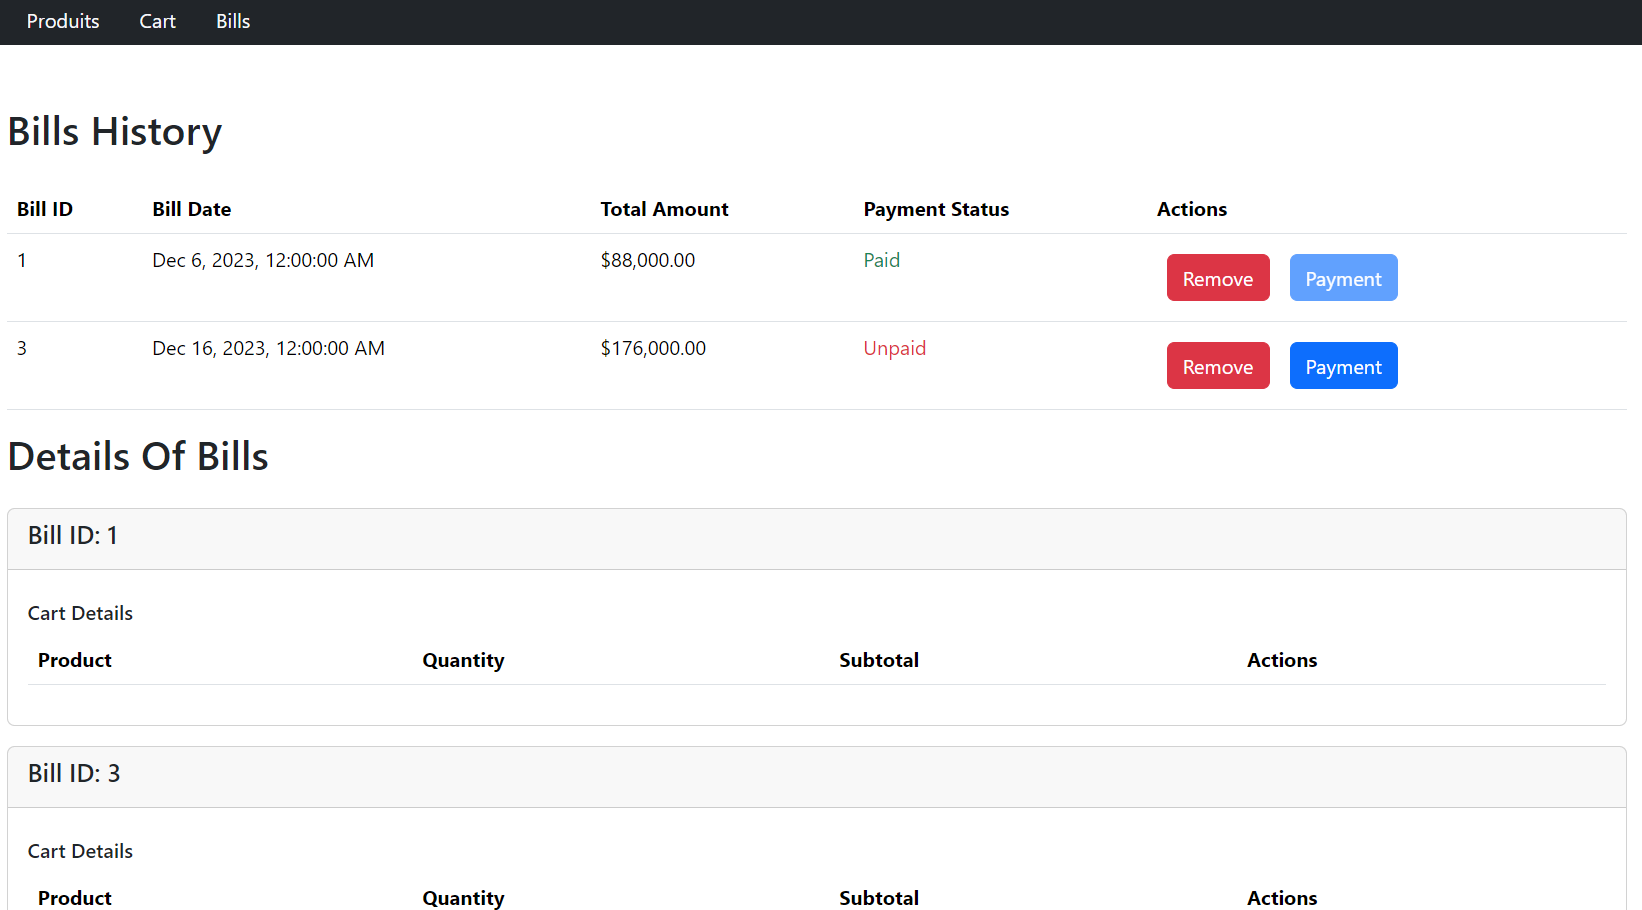 Produits Cart Bills
Bills History
Bill ID Bill Date Total Amount Payment Status Actions
1 Dec 6, 2023, 12:00:00 AM $88,000.00 Paid Remove Payment
3 Dec 16, 2023, 12:00:00 AM $176,000.00 Unpaid Remove Payment
Details Of Bills
Bill ID: 1
Cart Details
Product Quantity Subtotal Actions
Bill ID: 3
Cart Details
Product Quantity Subtotal Actions